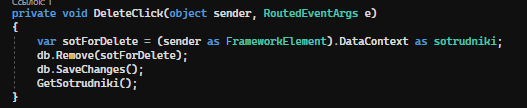 Ссылок: 1
private void DeleteClick(object sender, RoutedEventArgs e)
{
var sotForDelete = (sender as FrameworkElement).DataContext as sotrudniki;
db.Remove(sotForDelete);
db.SaveChanges();
GetSotrudniki();
}